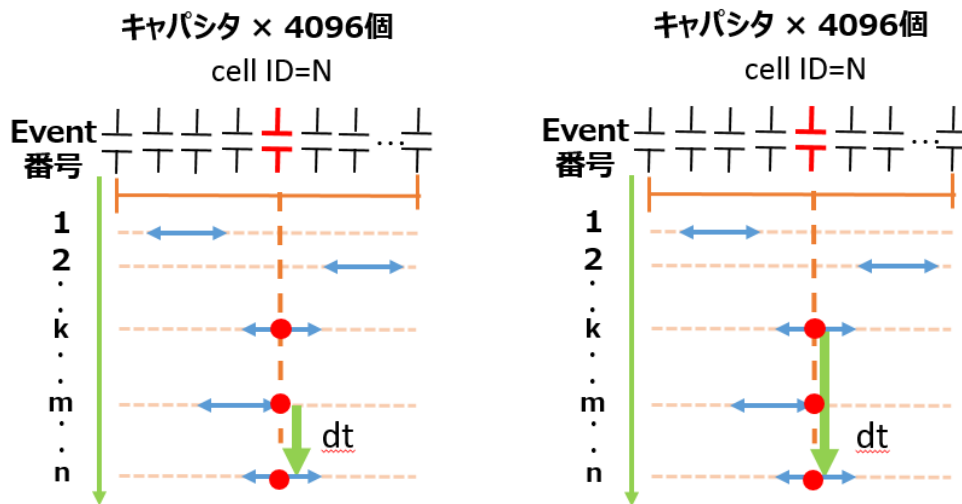 キャパシタ × 4096個
cell ID=N
Event
番号
…
1
2
.
.
k
.
.
m
.
.
n
dt
キャパシタ × 4096個
cell ID=N
Event
番号
…
1
2
.
.
k
.
.
m
.
.
n
dt